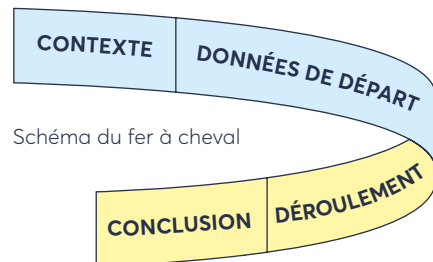 CONTEXTE
DONNÉES DE DÉPART
Schéma du fer à cheval
DÉROULEMENT
CONCLUSION